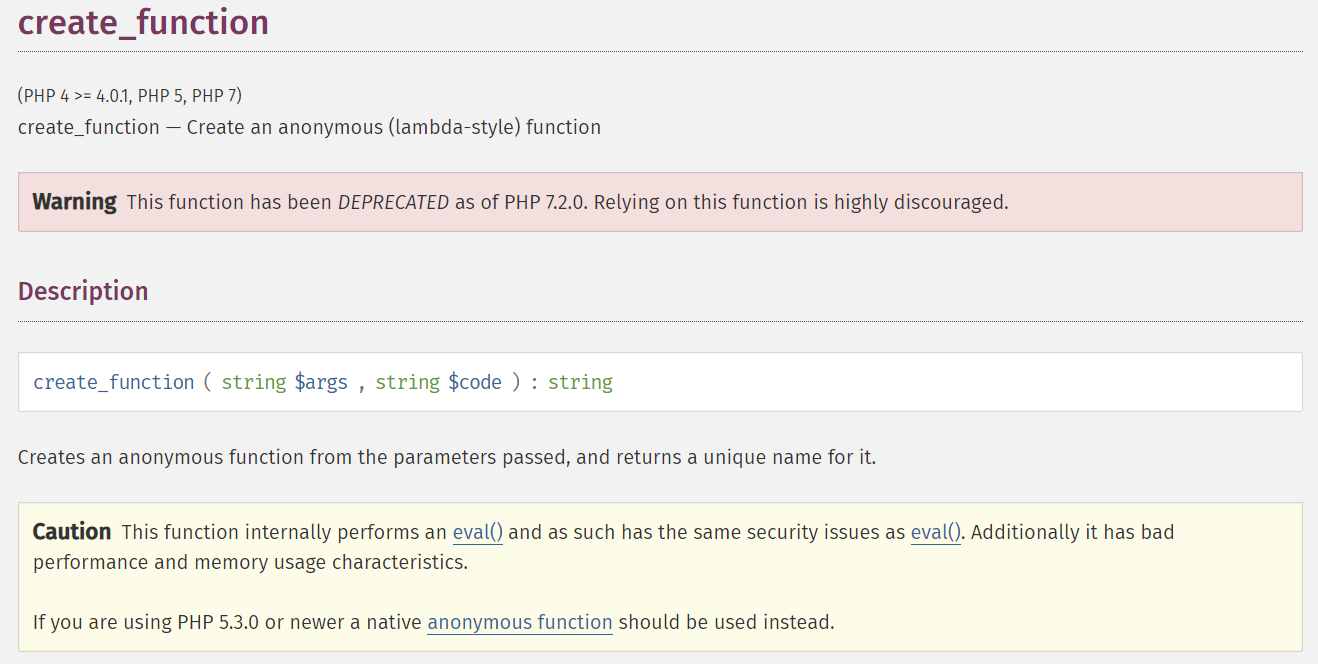 create_function
(PHP 4 >= 4.0.1, PHP 5, PHP 7)
create_function — Create an anonymous (lambda-style) function
Warning This function has been DEPRECATED as of PHP 7.2.0. Relying on this function is highly discouraged.
Description
create_function ( string $args , string $code ) : string
Creates an anonymous function from the parameters passed, and returns a unique name for it.
Caution This function internally performs an eval() and as such has the same security issues as eval(). Additionally it has bad
performance and memory usage characteristics.
If you are using PHP 5.3.0 or newer a native anonymous function should be used instead.